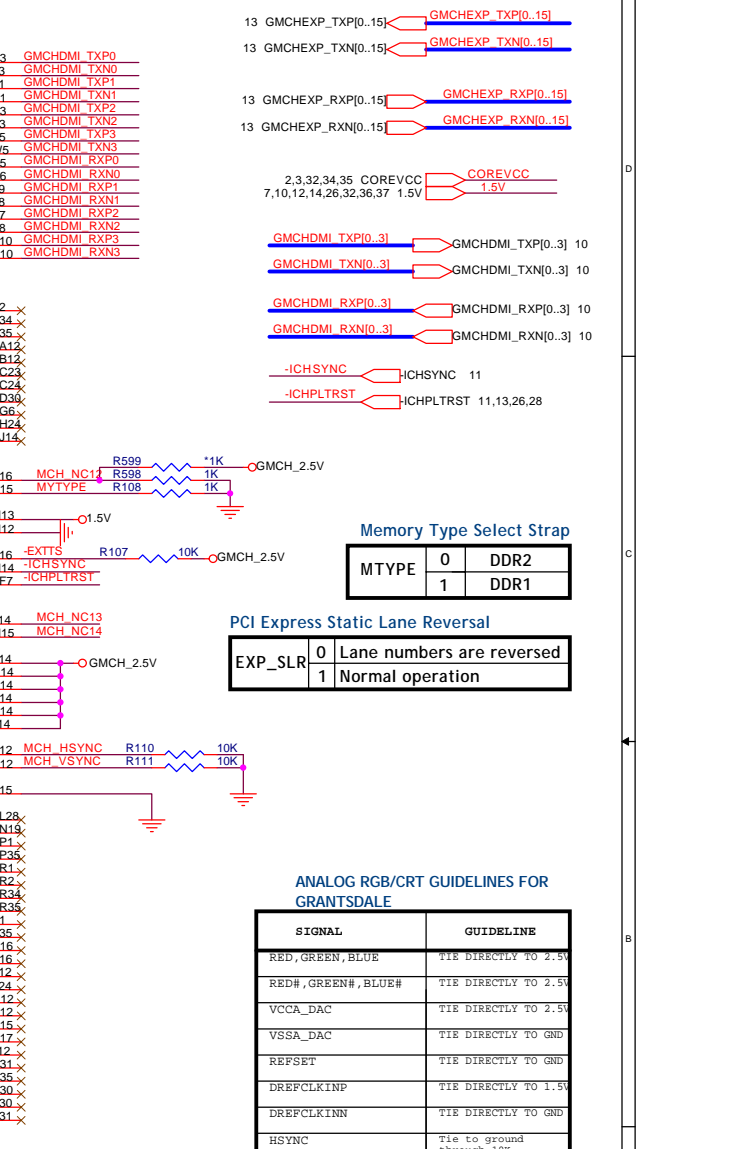 13 GMCHEXP_TXP[0..15] GMCHEXP_TXP[0..15]
13 GMCHEXP_TXN[0..15] GMCHEXP_TXN[0..15]
13 GMCHEXP_RXP[0..15] GMCHEXP_RXP[0..15]
13 GMCHEXP_RXN[0..15] GMCHEXP_RXN[0..15]
2,3,32,34,35 COREVCC COREVCC
7,10,12,14,26,32,36,37 1.5V 1.5V
GMCHDMI_TXP0
GMCHDMI_TXN0
GMCHDMI_TXP1
GMCHDMI_TXN1
GMCHDMI_TXP2
GMCHDMI_TXN2
GMCHDMI_TXP3
GMCHDMI_TXN3
GMCHDMI_RXP0
GMCHDMI_RXN0
GMCHDMI_RXP1
GMCHDMI_RXN1
GMCHDMI_RXP2
GMCHDMI_RXN2
GMCHDMI_RXP3
GMCHDMI_RXN3
D
GMCHDMI_TXP[0..3] GMCHDMI_TXP[0..3] 10
GMCHDMI_TXN[0..3] GMCHDMI_TXN[0..3] 10
GMCHDMI_RXP[0..3] GMCHDMI_RXP[0..3] 10
GMCHDMI_RXN[0..3] GMCHDMI_RXN[0..3] 10
-ICHSYNC -ICHSYNC 11
-ICHPLTRST -ICHPLTRST 11,13,26,28
R599 *1K GMCH_2.5V
16 MCH_NC12 R598 1K
15 MYTYPE R108 1K
1.5V
16 -EXTTS R107 10K GMCH_2.5V
-ICHSYNC
F7 -ICHPLTRST
MCH_NC13
MCH_NC14
GMCH_2.5V
Memory Type Select Strap
MTYPE 0 DDR2
1 DDR1
C
PCI Express Static Lane Reversal
EXP_SLR 0 Lane numbers are reversed
1 Normal operation
12 MCH_HSYNC R110 10K
12 MCH_VSYNC R111 10K
ANALOG RGB/CRT GUIDELINES FOR
GRANTSDALE
SIGNAL GUIDELINE
RED,GREEN,BLUE TIE DIRECTLY TO 2.5V
RED#,GREEN#,BLUE# TIE DIRECTLY TO 2.5V
VCCA_DAC TIE DIRECTLY TO 2.5V
VSSA_DAC TIE DIRECTLY TO GND
REFSET TIE DIRECTLY TO GND
DREFCLKINP TIE DIRECTLY TO 1.5V
DREFCLKINN TIE DIRECTLY TO GND
HSYNC Tie to ground
through 10K
B